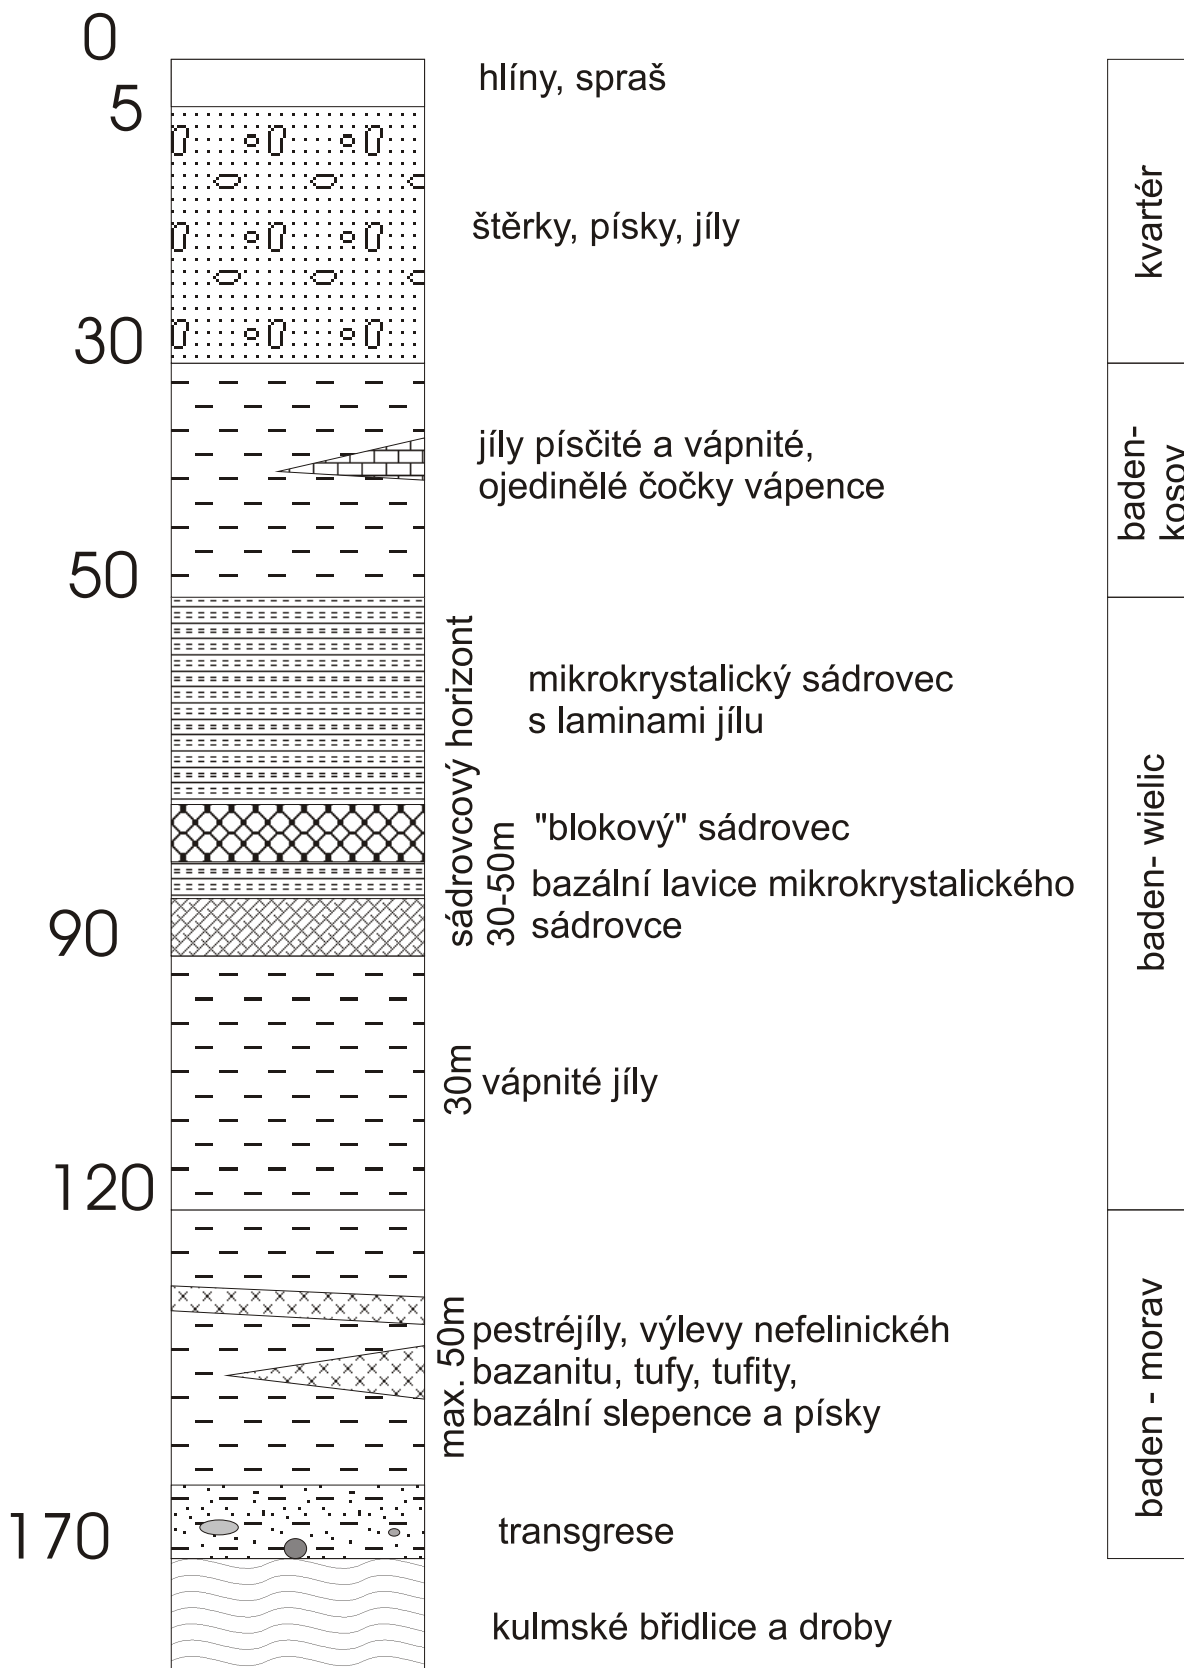 0
hlíny, spraš
5
štěrky, písky, jíly
kvartér
30
jíly písčité a vápnité,
ojedinělé čočky vápence
baden-
kosov
50
sádrovcový horizont
30-50m
mikrokrystalický sádrovec
s laminami jílu
"blokový" sádrovec
bazální lavice mikrokrystalického
sádrovce
baden- wielic
90
30m
vápnité jíly
120
max. 50m
pestréjíly, výlevy nefelinickéh
bazanitu, tufy, tufity,
bazální slepence a písky
baden - morav
170
transgrese
kulmské břidlice a droby